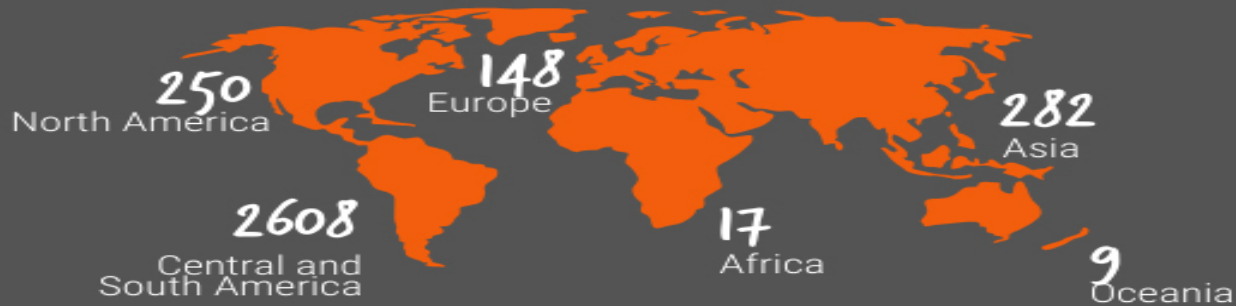 250
North America
148
Europe
282
Asia
2608
Central and
South America
17
Africa
9
Oceania